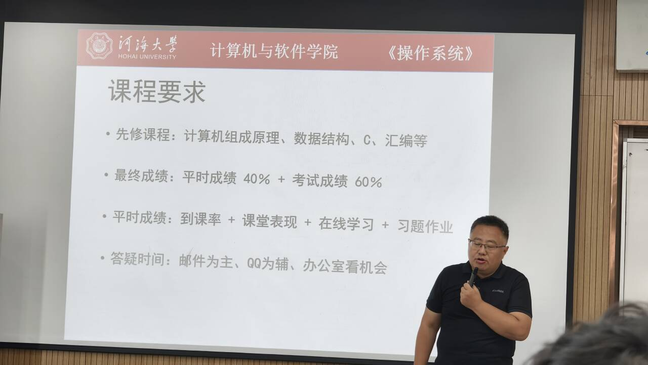 河海大学 计算机与软件学院 《操作系统》
HOHAI UNIVERSITY
课程要求
• 先修课程：计算机组成原理、数据结构、C、汇编等
• 最终成绩：平时成绩 40% + 考试成绩 60%
• 平时成绩：到课率 + 课堂表现 + 在线学习 + 习题作业
• 答疑时间：邮件为主、QQ为辅、办公室看机会